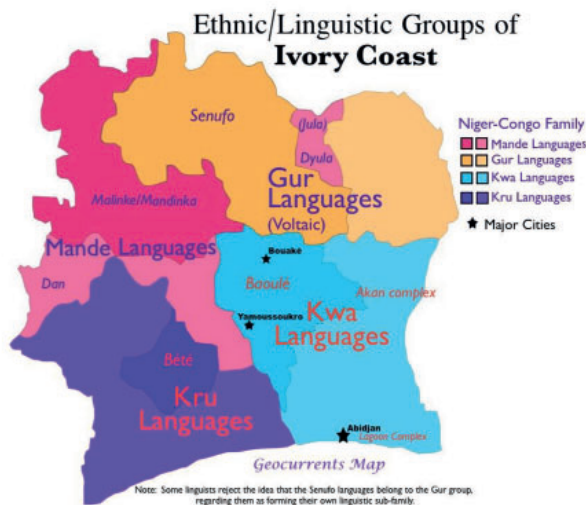 Ethnic/Linguistic Groups of
Ivory Coast
Niger-Congo Family
Mande Languages
Gur Languages
Kwa Languages
Kru Languages
Major Cities
Senufo
(Jula)
Dyula
Gur
Languages
(Voltaic)
Malinke/Mandinka
Mande Languages
Bouaké
Dan
Baoulé
Akan complex
Kwa
Languages
Yamoussoukro
Bété
Kru
Languages
Abidjan
Lagoon Complex
Geocurrents Map
Note: Some linguists reject the idea that the Senufo languages belong to the Gur group,
regarding them as forming their own linguistic sub-family.